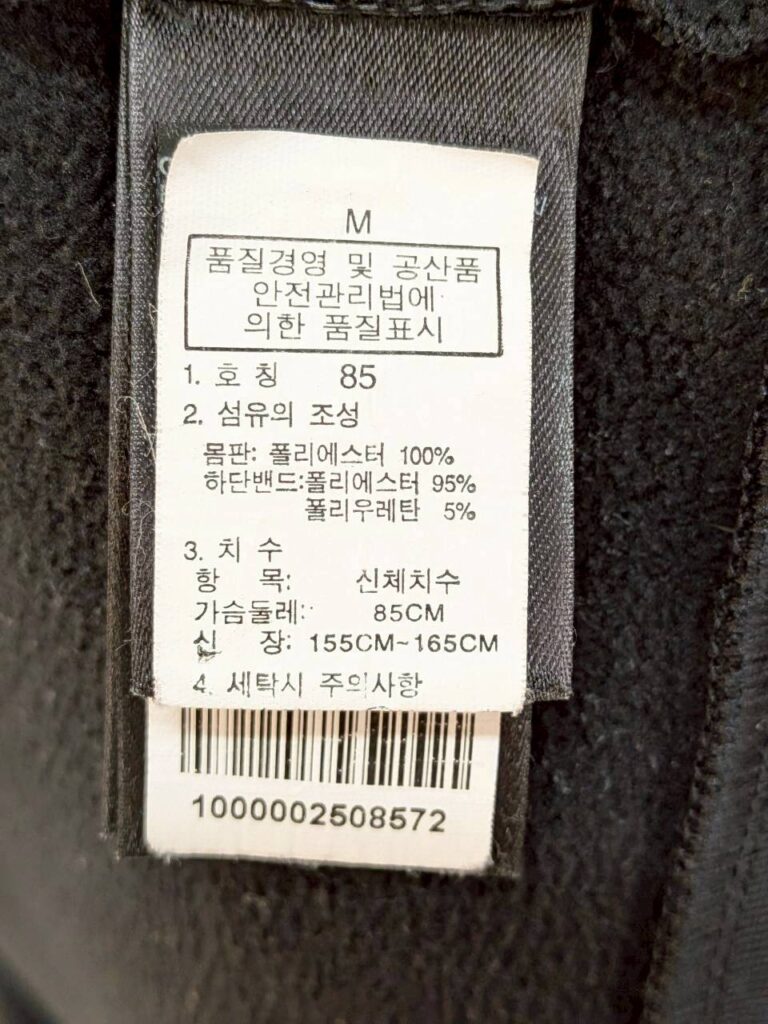 M
품질경영 및 공산품
안전관리법에
의한 품질표시
1. 호 칭 85
2. 섬유의 조성
몸판: 폴리에스터 100%
하단밴드:폴리에스터 95%
폴리우레탄 5%
3. 치 수
항 목: 신체치수
가슴둘레: 85CM
신 장: 155CM~165CM
4. 세탁시 주의사항
1000002508572